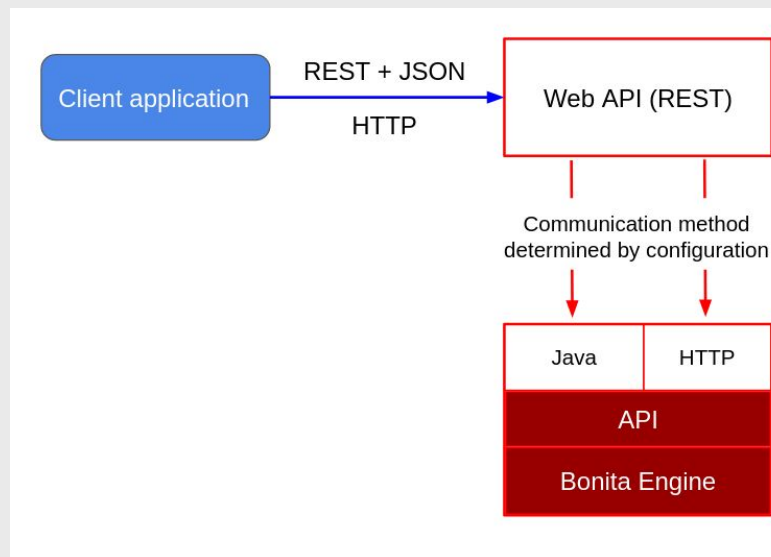 Client application
REST + JSON
HTTP
Web API (REST)
Communication method
determined by configuration
Java
HTTP
API
Bonita Engine